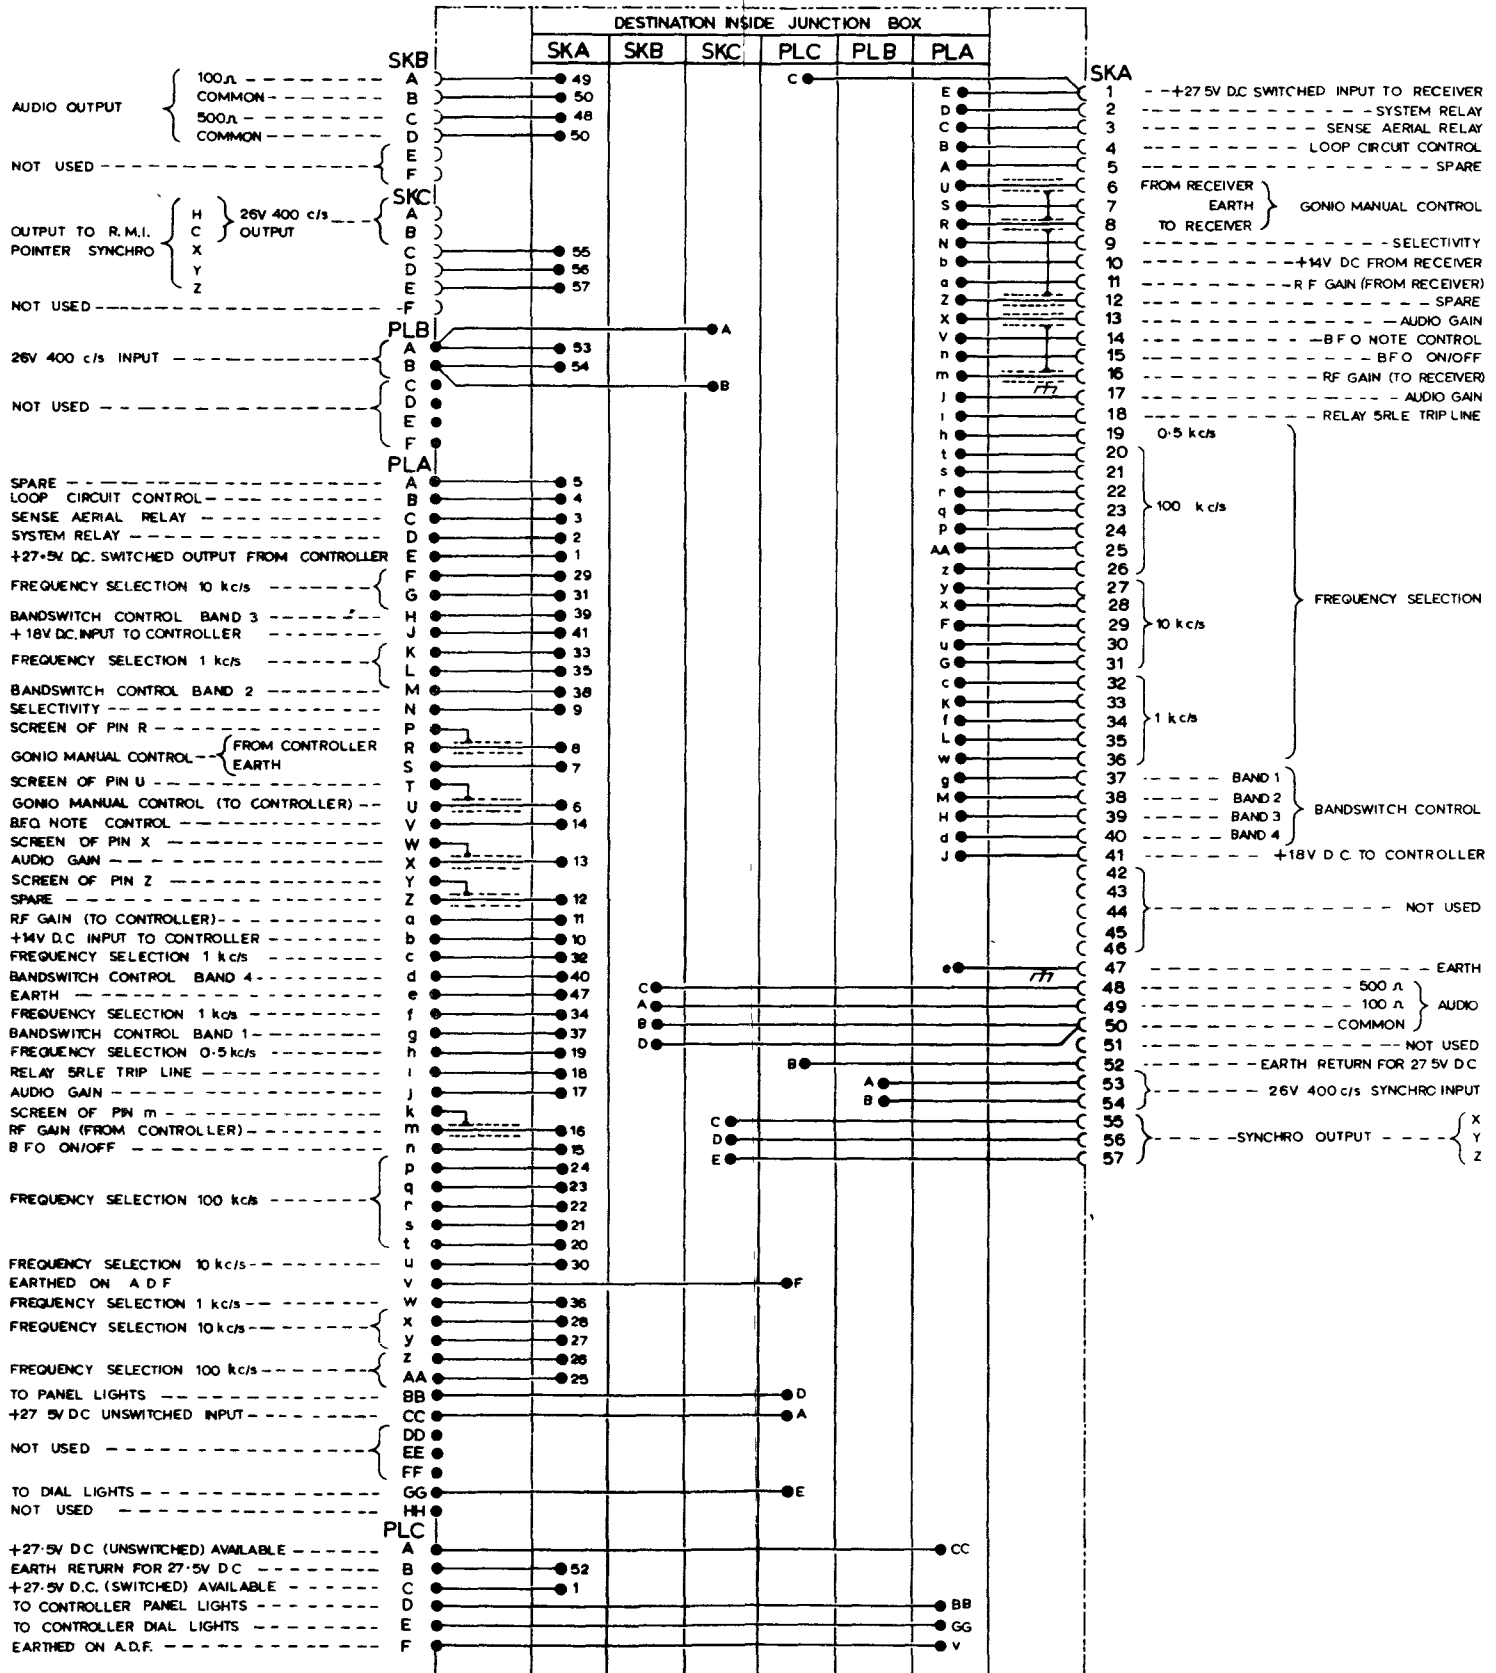 DESTINATION INSIDE JUNCTION BOX
SKA SKB SKC PLC PLB PLA
SKB
AUDIO OUTPUT
100Ω A 49
COMMON B 50
500Ω C 48
COMMON D 50
NOT USED
E
F
SKC
OUTPUT TO R.M.I.
POINTER SYNCHRO
H
C
X
Y
Z
26V 400 c/s
OUTPUT
A
B
C 55
D 56
E 57
NOT USED F
PLB
26V 400 c/s INPUT
A 53 A
B 54 B
NOT USED
C
D
E
F
PLA
SPARE A 5
LOOP CIRCUIT CONTROL B 4
SENSE AERIAL RELAY C 3
SYSTEM RELAY D 2
+27·5V. D.C. SWITCHED OUTPUT FROM CONTROLLER E 1
FREQUENCY SELECTION 10 kc/s
F 29
G 31
BANDSWITCH CONTROL BAND 3 H 39
+ 18V D.C. INPUT TO CONTROLLER J 41
FREQUENCY SELECTION 1 kc/s
K 33
L 35
BANDSWITCH CONTROL BAND 2 M 38
SELECTIVITY N 9
SCREEN OF PIN R P
GONIO MANUAL CONTROL
FROM CONTROLLER R 8
EARTH S 7
SCREEN OF PIN U T
GONIO MANUAL CONTROL (TO CONTROLLER) U 6
B.F.O. NOTE CONTROL V 14
SCREEN OF PIN X W
AUDIO GAIN X 13
SCREEN OF PIN Z Y
SPARE Z 12
R.F. GAIN (TO CONTROLLER) a 11
+14V D.C INPUT TO CONTROLLER b 10
FREQUENCY SELECTION 1 kc/s c 32
BANDSWITCH CONTROL BAND 4 d 40
EARTH e 47
FREQUENCY SELECTION 1 kc/s f 34
BANDSWITCH CONTROL BAND 1 g 37
FREQUENCY SELECTION 0·5 kc/s h 19
RELAY 5RLE TRIP LINE i 18
AUDIO GAIN j 17
SCREEN OF PIN m k
RF GAIN (FROM CONTROLLER) m 16
B F O ON/OFF n 15
FREQUENCY SELECTION 100 kc/s
p 24
q 23
r 22
s 21
t 20
FREQUENCY SELECTION 10 kc/s u 30
EARTHED ON A D F v F
FREQUENCY SELECTION 1 kc/s w 36
FREQUENCY SELECTION 10 kc/s
x 28
y 27
FREQUENCY SELECTION 100 kc/s
z 26
AA 25
TO PANEL LIGHTS BB D
+27 5V DC UNSWITCHED INPUT CC A
NOT USED
DD
EE
FF
TO DIAL LIGHTS GG E
NOT USED HH
PLC
+27·5V D C (UNSWITCHED) AVAILABLE A CC
EARTH RETURN FOR 27·5V D C B 52
+27·5V D.C. (SWITCHED) AVAILABLE C 1
TO CONTROLLER PANEL LIGHTS D BB
TO CONTROLLER DIAL LIGHTS E GG
EARTHED ON A.D.F. F V
SKA
C
E 1 +27 5V D.C SWITCHED INPUT TO RECEIVER
D 2 SYSTEM RELAY
C 3 SENSE AERIAL RELAY
B 4 LOOP CIRCUIT CONTROL
A 5 SPARE
U 6 FROM RECEIVER
S 7 EARTH
R 8 TO RECEIVER
GONIO MANUAL CONTROL
N 9 SELECTIVITY
b 10 +14V DC FROM RECEIVER
a 11 R F GAIN (FROM RECEIVER)
Z 12 SPARE
X 13 AUDIO GAIN
V 14 B F O NOTE CONTROL
n 15 B F O ON/OFF
m 16 RF GAIN (TO RECEIVER)
j 17 AUDIO GAIN
i 18 RELAY 5RLE TRIP LINE
h 19 0·5 kc/s
t 20
s 21
r 22
q 23
p 24
AA 25
z 26
100 kc/s
y 27
x 28
F 29
u 30
G 31
10 kc/s
FREQUENCY SELECTION
c 32
K 33
f 34
L 35
w 36
1 kc/s
g 37 BAND 1
M 38 BAND 2
H 39 BAND 3
d 40 BAND 4
BANDSWITCH CONTROL
J 41 +18V D C. TO CONTROLLER
42
43
44
45
46
NOT USED
e 47 EARTH
C 48 500 Ω
A 49 100 Ω
B 50 COMMON
AUDIO
D 51 NOT USED
B 52 EARTH RETURN FOR 27 5V D C
A 53
B 54
26V 400 c/s SYNCHRO INPUT
C 55 X
D 56 Y
E 57 Z
SYNCHRO OUTPUT